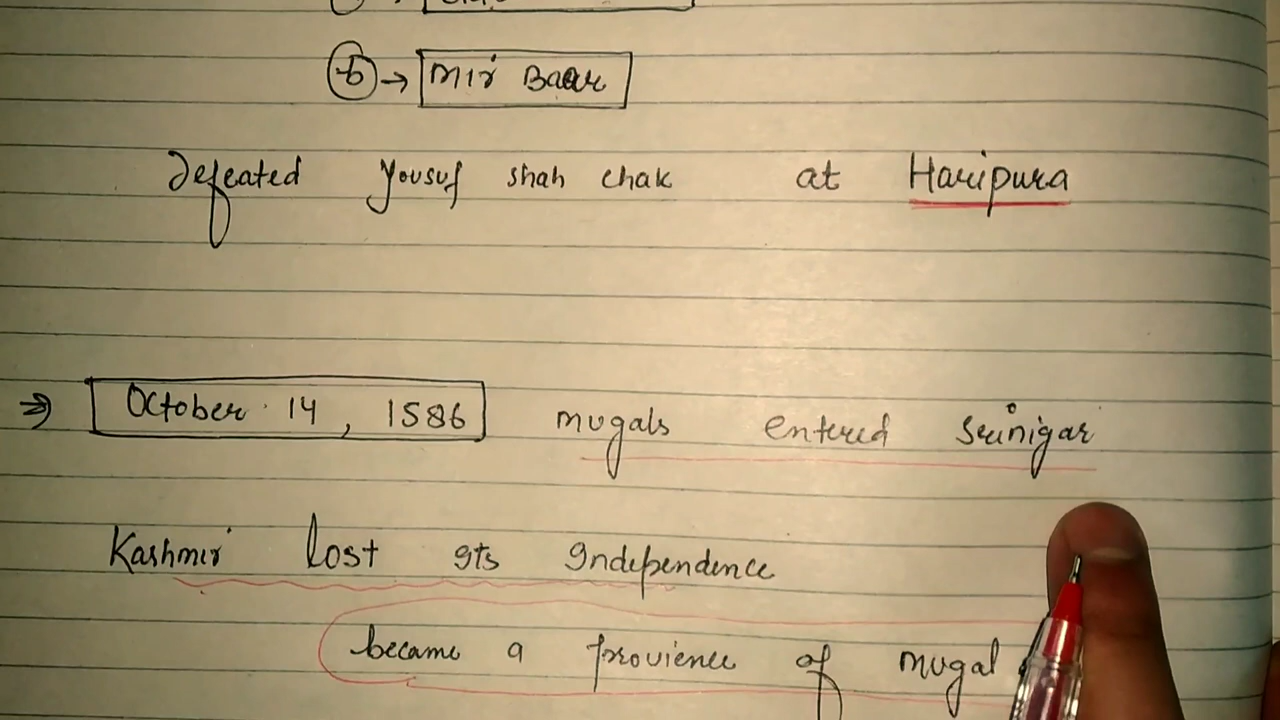 b → Mir Baar
Defeated Yousuf shah chak at Haripura
⇒ October 14, 1586 mugals entered Srinigar
Kashmir lost its Independence
became a provience of mugal